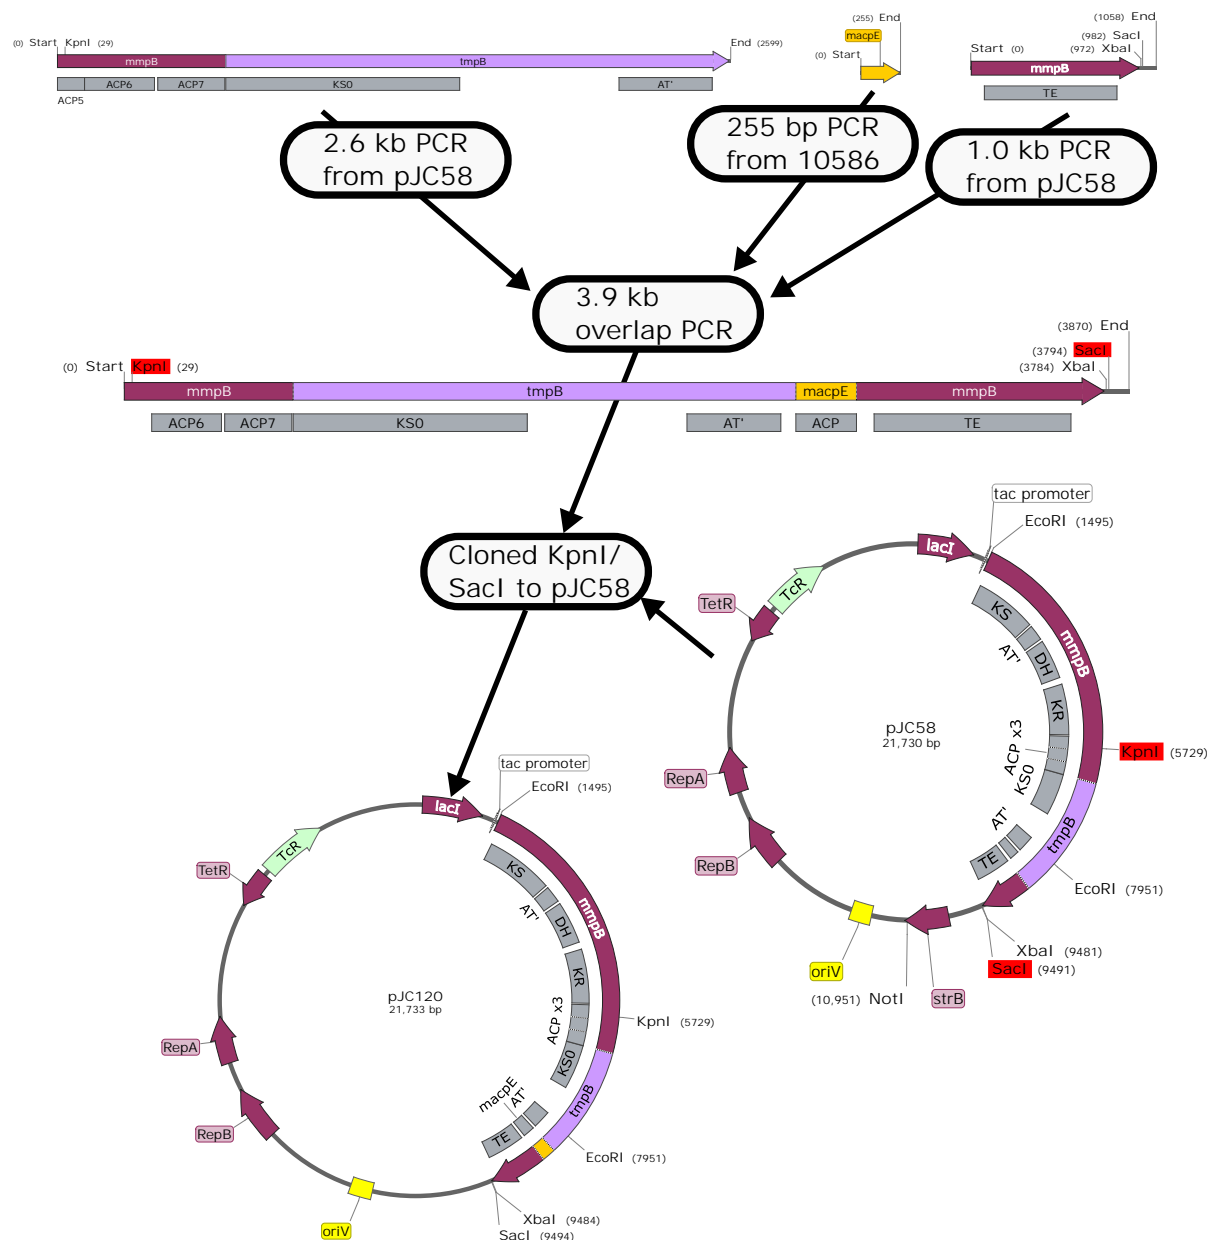 (255) End
(1058) End
(0) Start KpnI (29)
End (2599)
macpE
(982) SacI
(0) Start
Start (0)
(972) XbaI
mmpB
tmpB
mmpB
ACP6
ACP7
KS0
AT'
TE
ACP5
2.6 kb PCR
from pJC58
255 bp PCR
from 10586
1.0 kb PCR
from pJC58
3.9 kb
overlap PCR
(3870) End
(3794) SacI
(0) Start KpnI (29)
(3784) XbaI
mmpB
tmpB
macpE
mmpB
ACP6
ACP7
KS0
AT'
ACP
TE
Cloned KpnI/
SacI to pJC58
tac promoter
EcoRI (1495)
lacI
TcR
TetR
KS
AT'
DH
mmpB
KR
ACP x3
KS0
pJC58
21,730 bp
KpnI (5729)
RepA
AT'
tmpB
RepB
TE
EcoRI (7951)
XbaI (9481)
SacI (9491)
oriV
(10,951) NotI
strB
tac promoter
EcoRI (1495)
lacI
TcR
TetR
KS
AT'
DH
mmpB
KR
ACP x3
KS0
pJC120
21,733 bp
KpnI (5729)
RepA
macpE
AT'
tmpB
RepB
TE
EcoRI (7951)
XbaI (9484)
SacI (9494)
oriV